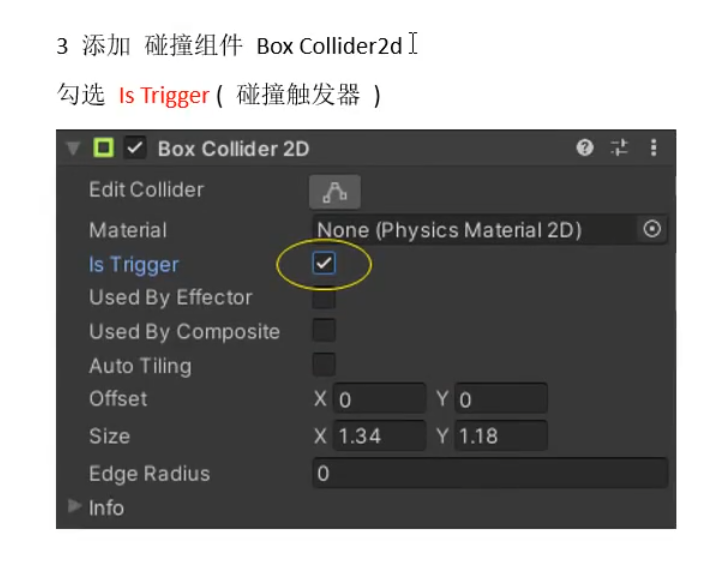 3 添加 碰撞组件 Box Collider2d
勾选 Is Trigger ( 碰撞触发器 )
Box Collider 2D
Edit Collider
Material None (Physics Material 2D)
Is Trigger
Used By Effector
Used By Composite
Auto Tiling
Offset X 0 Y 0
Size X 1.34 Y 1.18
Edge Radius 0
Info